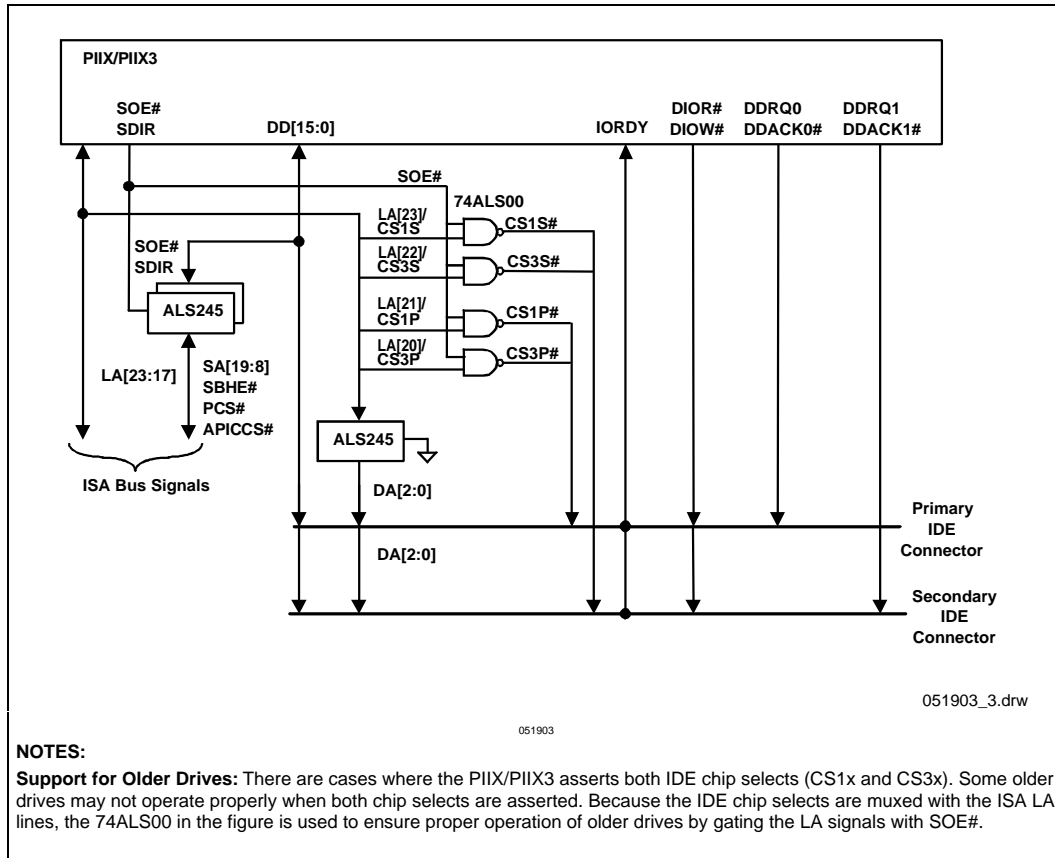 PIIX/PIIX3
SOE#
SDIR
DD[15:0]
IORDY
DIOR#
DIOW#
DDRQ0
DDACK0#
DDRQ1
DDACK1#
SOE#
74ALS00
LA[23]/
CS1S
CS1S#
LA[22]/
CS3S
CS3S#
LA[21]/
CS1P
CS1P#
LA[20]/
CS3P
CS3P#
SOE#
SDIR
ALS245
LA[23:17]
SA[19:8]
SBHE#
PCS#
APICCS#
ISA Bus Signals
ALS245
DA[2:0]
Primary
IDE
Connector
DA[2:0]
Secondary
IDE
Connector
051903_3.drw
051903
NOTES:
Support for Older Drives: There are cases where the PIIX/PIIX3 asserts both IDE chip selects (CS1x and CS3x). Some older
drives may not operate properly when both chip selects are asserted. Because the IDE chip selects are muxed with the ISA LA
lines, the 74ALS00 in the figure is used to ensure proper operation of older drives by gating the LA signals with SOE#.